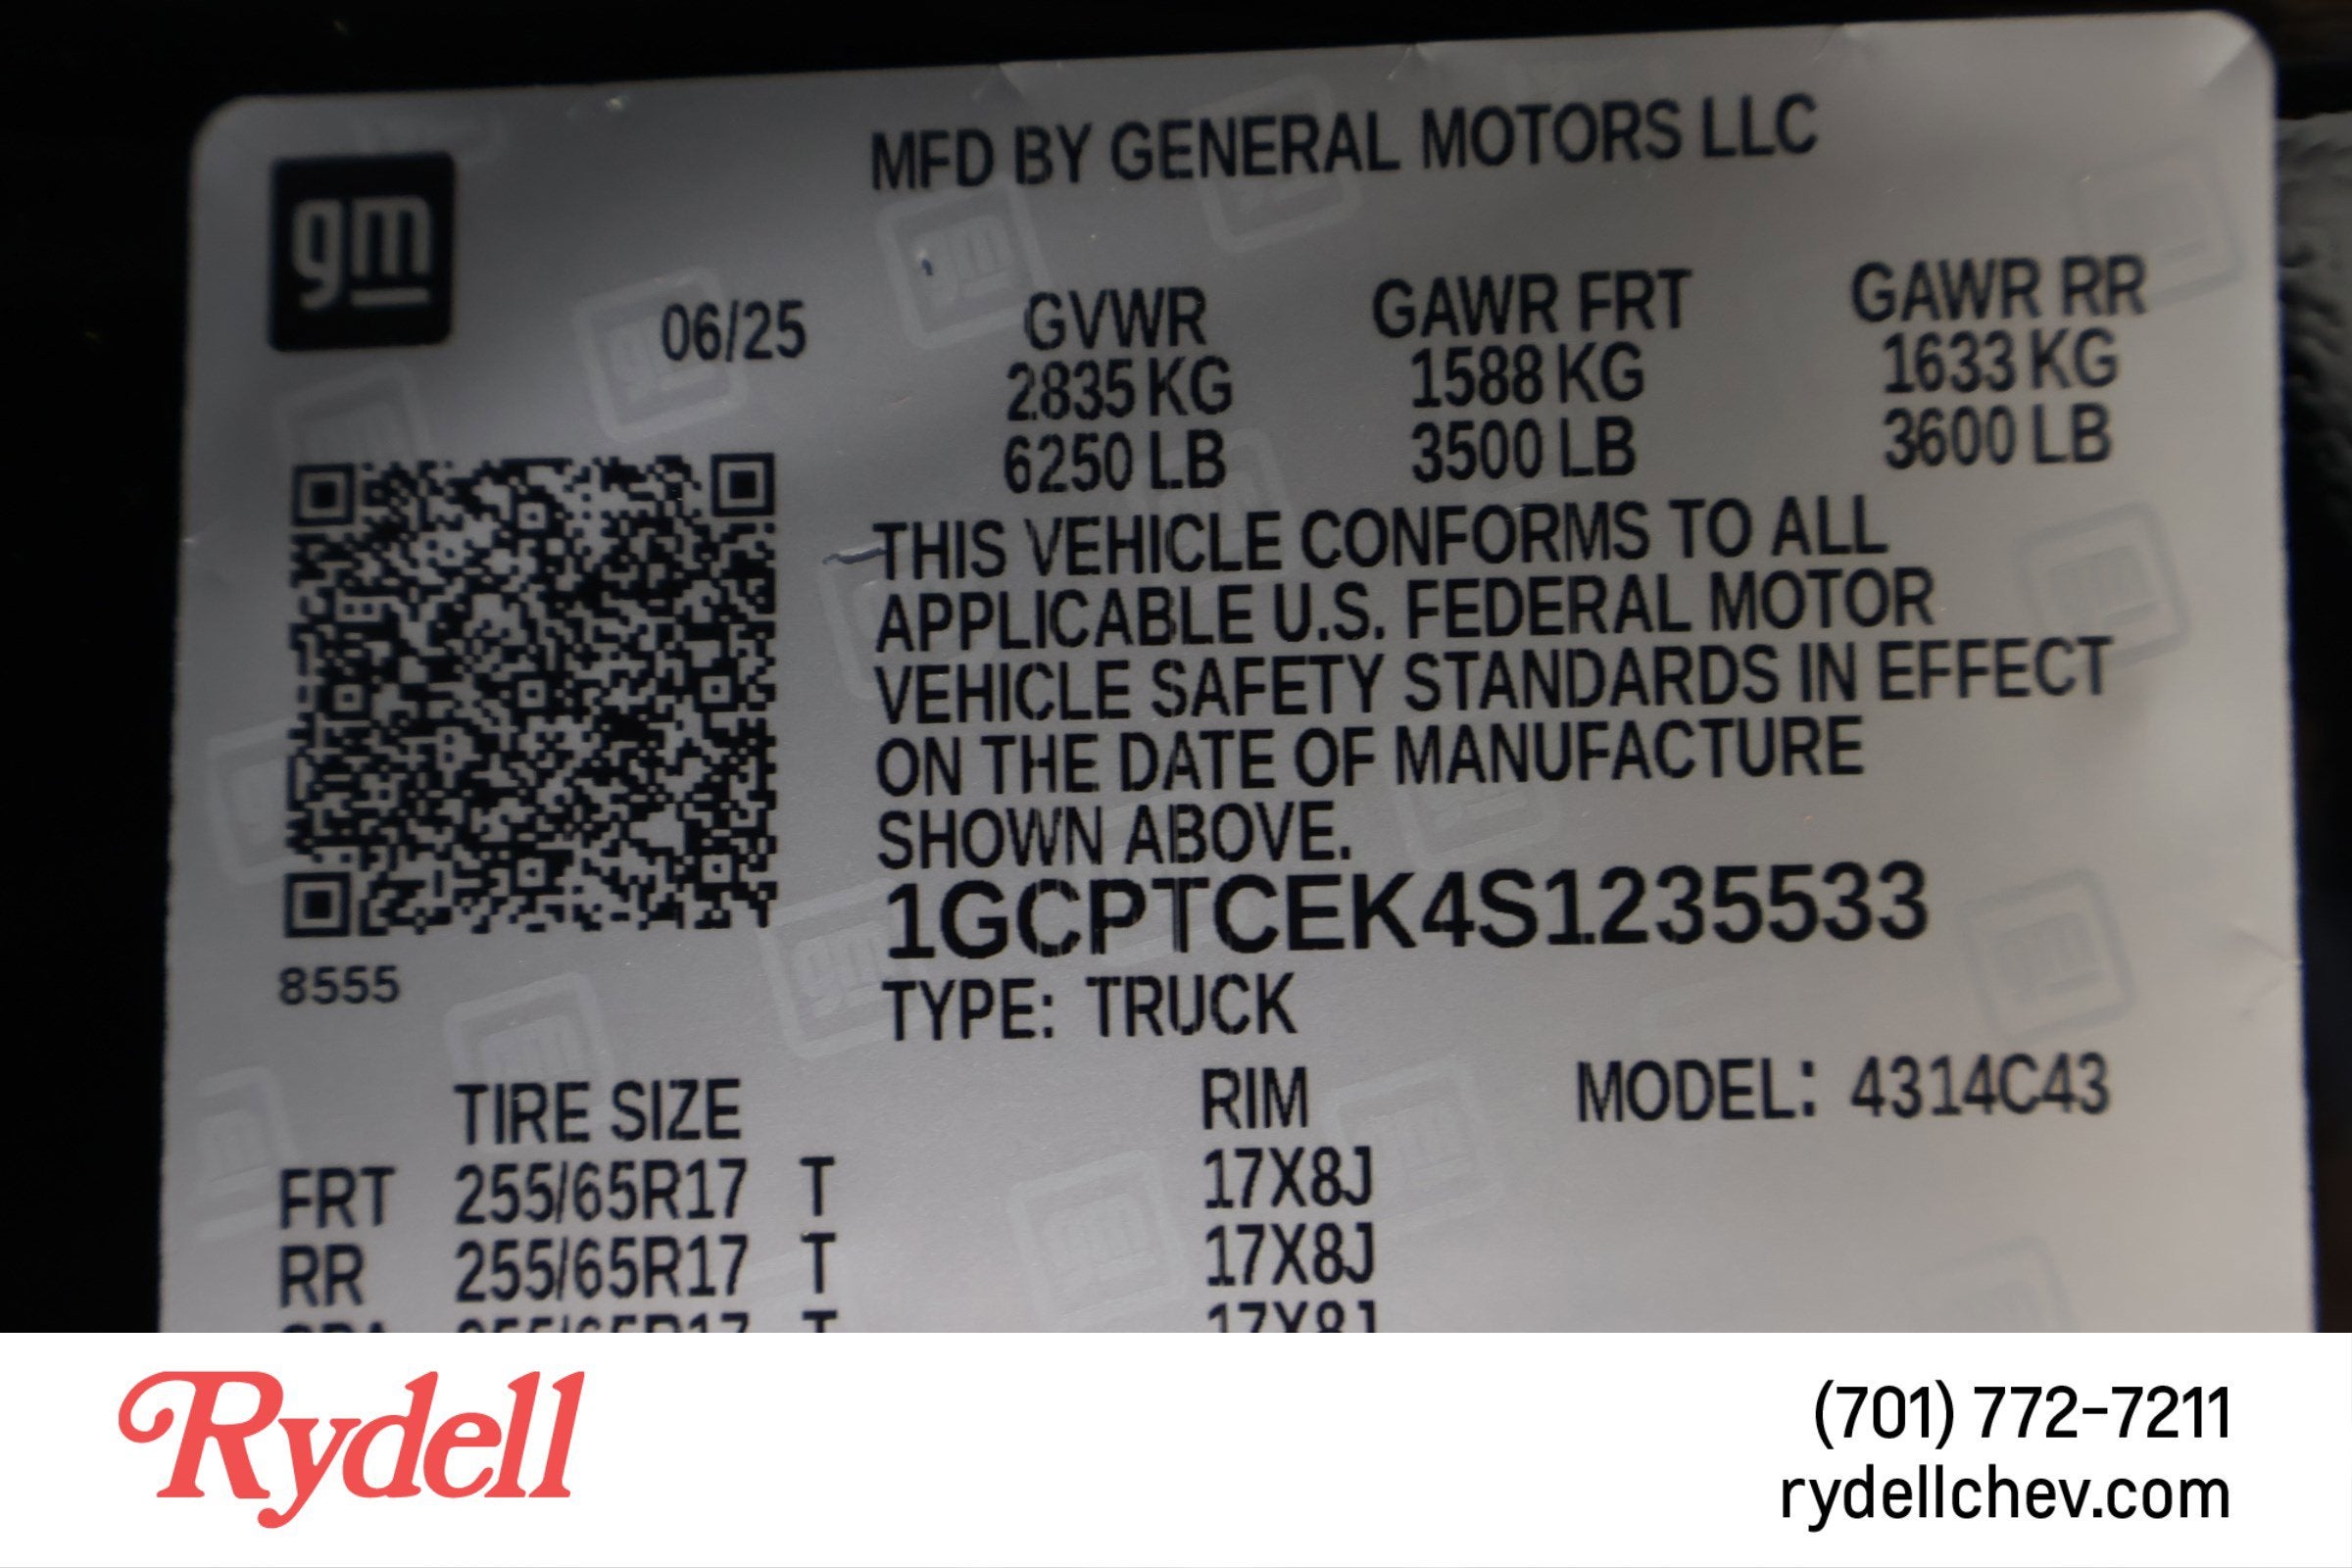 gm
MFD BY GENERAL MOTORS LLC
06/25
GVWR GAWR FRT GAWR RR
2835 KG 1588 KG 1633 KG
6250 LB 3500 LB 3600 LB
THIS VEHICLE CONFORMS TO ALL
APPLICABLE U.S. FEDERAL MOTOR
VEHICLE SAFETY STANDARDS IN EFFECT
ON THE DATE OF MANUFACTURE
SHOWN ABOVE.
1GCPTCEK4S1235533
8555
TYPE: TRUCK
TIRE SIZE RIM MODEL: 4314C43
FRT 255/65R17 T 17X8J
RR 255/65R17 T 17X8J
Rydell
(701) 772-7211
rydellchev.com